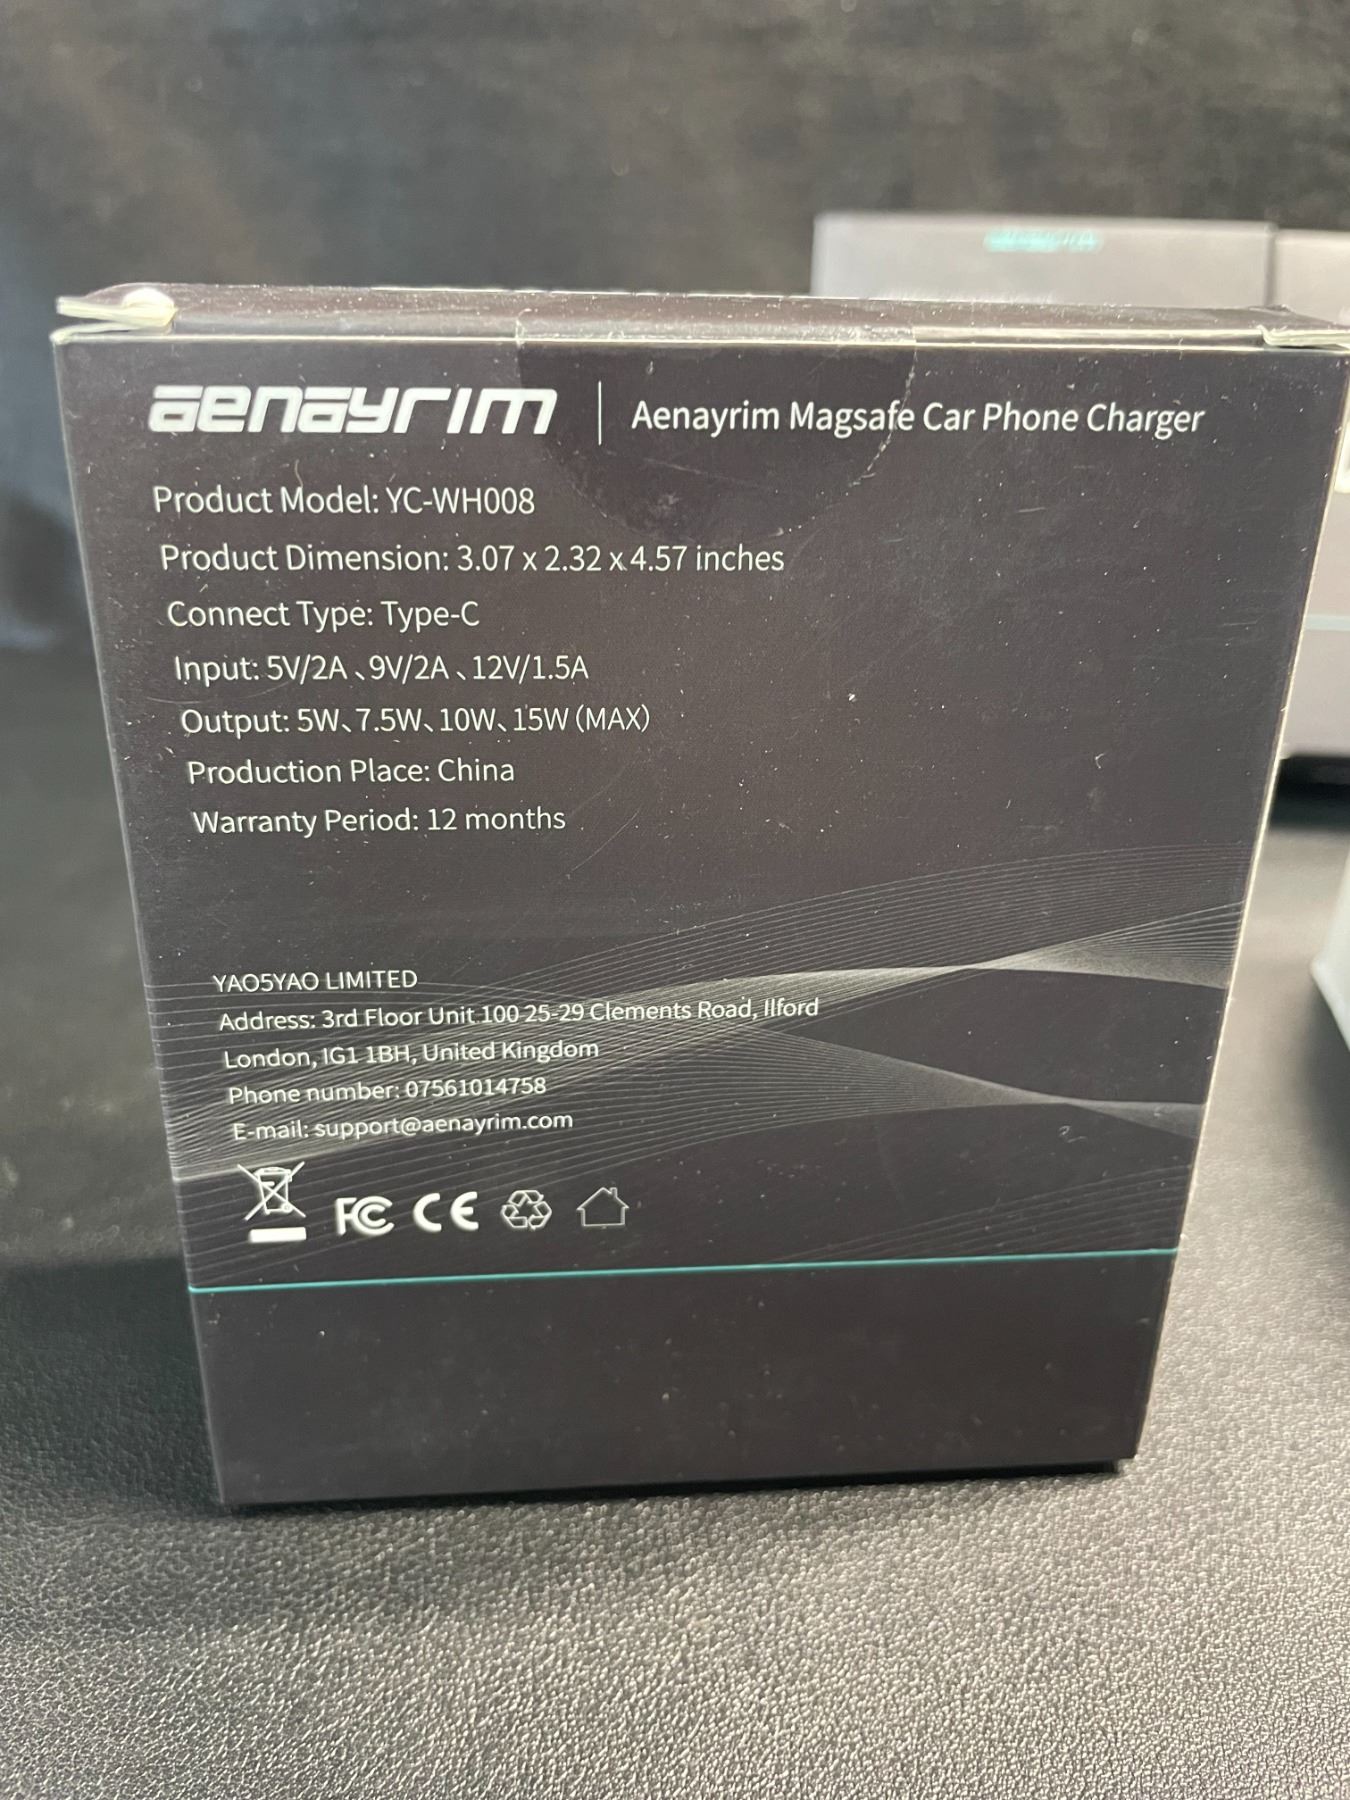 aenayrim | Aenayrim Magsafe Car Phone Charger
Product Model: YC-WH008
Product Dimension: 3.07 x 2.32 x 4.57 inches
Connect Type: Type-C
Input: 5V/2A、9V/2A、12V/1.5A
Output: 5W、7.5W、10W、15W（MAX）
Production Place: China
Warranty Period: 12 months
YAO5YAO LIMITED
Address: 3rd Floor Unit 100 25-29 Clements Road, Ilford
London, IG1 1BH, United Kingdom
Phone number: 07561014758
E-mail: support@aenayrim.com
FC CE